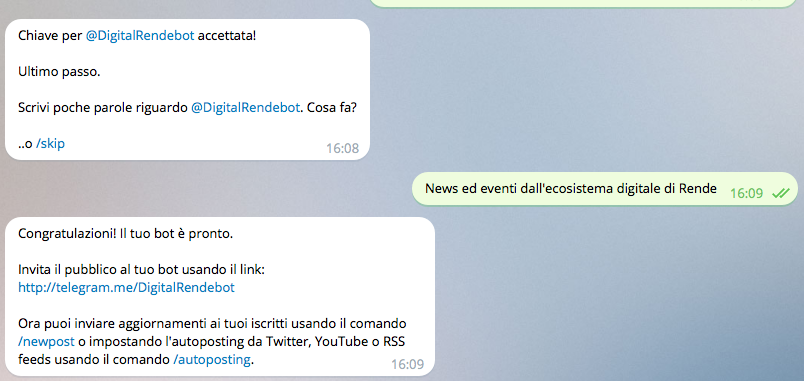 Chiave per @DigitalRendebot accettata!
Ultimo passo.
Scrivi poche parole riguardo @DigitalRendebot. Cosa fa?
..o /skip
16:08
News ed eventi dall'ecosistema digitale di Rende
16:09
Congratulazioni! Il tuo bot è pronto.
Invita il pubblico al tuo bot usando il link:
http://telegram.me/DigitalRendebot
Ora puoi inviare aggiornamenti ai tuoi iscritti usando il comando
/newpost o impostando l'autoposting da Twitter, YouTube o RSS
feeds usando il comando /autoposting.
16:09